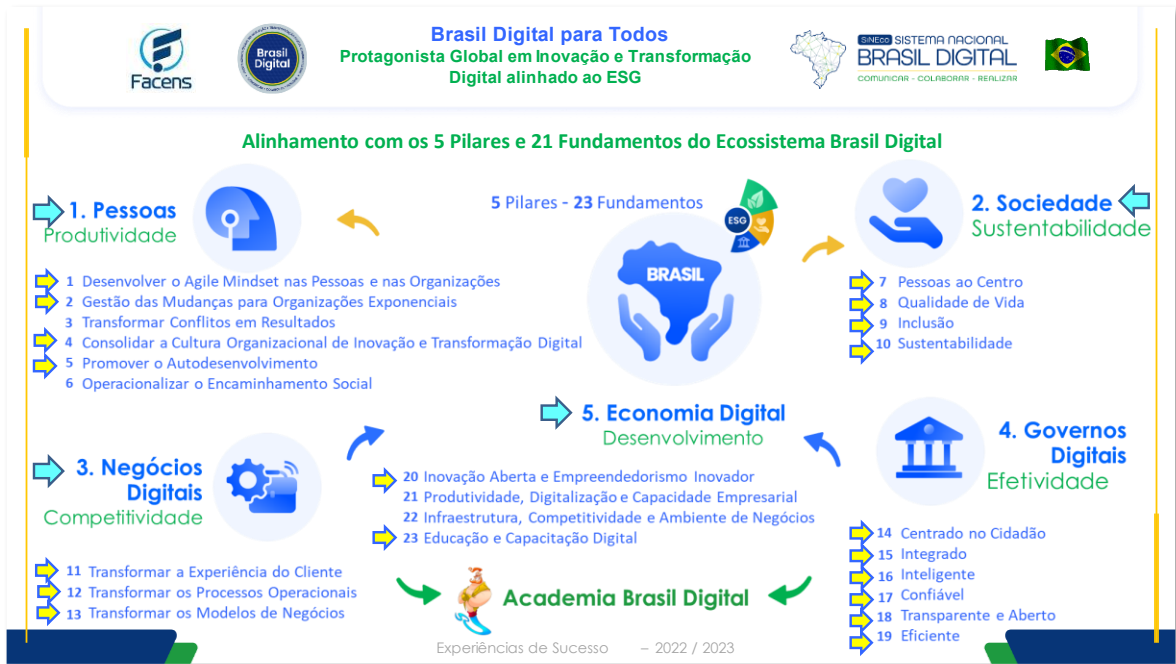 Facens
Brasil
Digital
Brasil Digital para Todos
Protagonista Global em Inovação e Transformação
Digital alinhado ao ESG
SiNEco SISTEMA NACIONAL
BRASIL DIGITAL
COMUNICAR - COLABORAR - REALIZAR
Alinhamento com os 5 Pilares e 21 Fundamentos do Ecossistema Brasil Digital
1. Pessoas
Produtividade
1 Desenvolver o Agile Mindset nas Pessoas e nas Organizações
2 Gestão das Mudanças para Organizações Exponenciais
3 Transformar Conflitos em Resultados
4 Consolidar a Cultura Organizacional de Inovação e Transformação Digital
5 Promover o Autodesenvolvimento
6 Operacionalizar o Encaminhamento Social
5 Pilares - 23 Fundamentos
ESG
BRASIL
2. Sociedade
Sustentabilidade
7 Pessoas ao Centro
8 Qualidade de Vida
9 Inclusão
10 Sustentabilidade
3. Negócios
Digitais
Competitividade
11 Transformar a Experiência do Cliente
12 Transformar os Processos Operacionais
13 Transformar os Modelos de Negócios
5. Economia Digital
Desenvolvimento
20 Inovação Aberta e Empreendedorismo Inovador
21 Produtividade, Digitalização e Capacidade Empresarial
22 Infraestrutura, Competitividade e Ambiente de Negócios
23 Educação e Capacitação Digital
4. Governos
Digitais
Efetividade
14 Centrado no Cidadão
15 Integrado
16 Inteligente
17 Confiável
18 Transparente e Aberto
19 Eficiente
Academia Brasil Digital
Experiências de Sucesso – 2022 / 2023